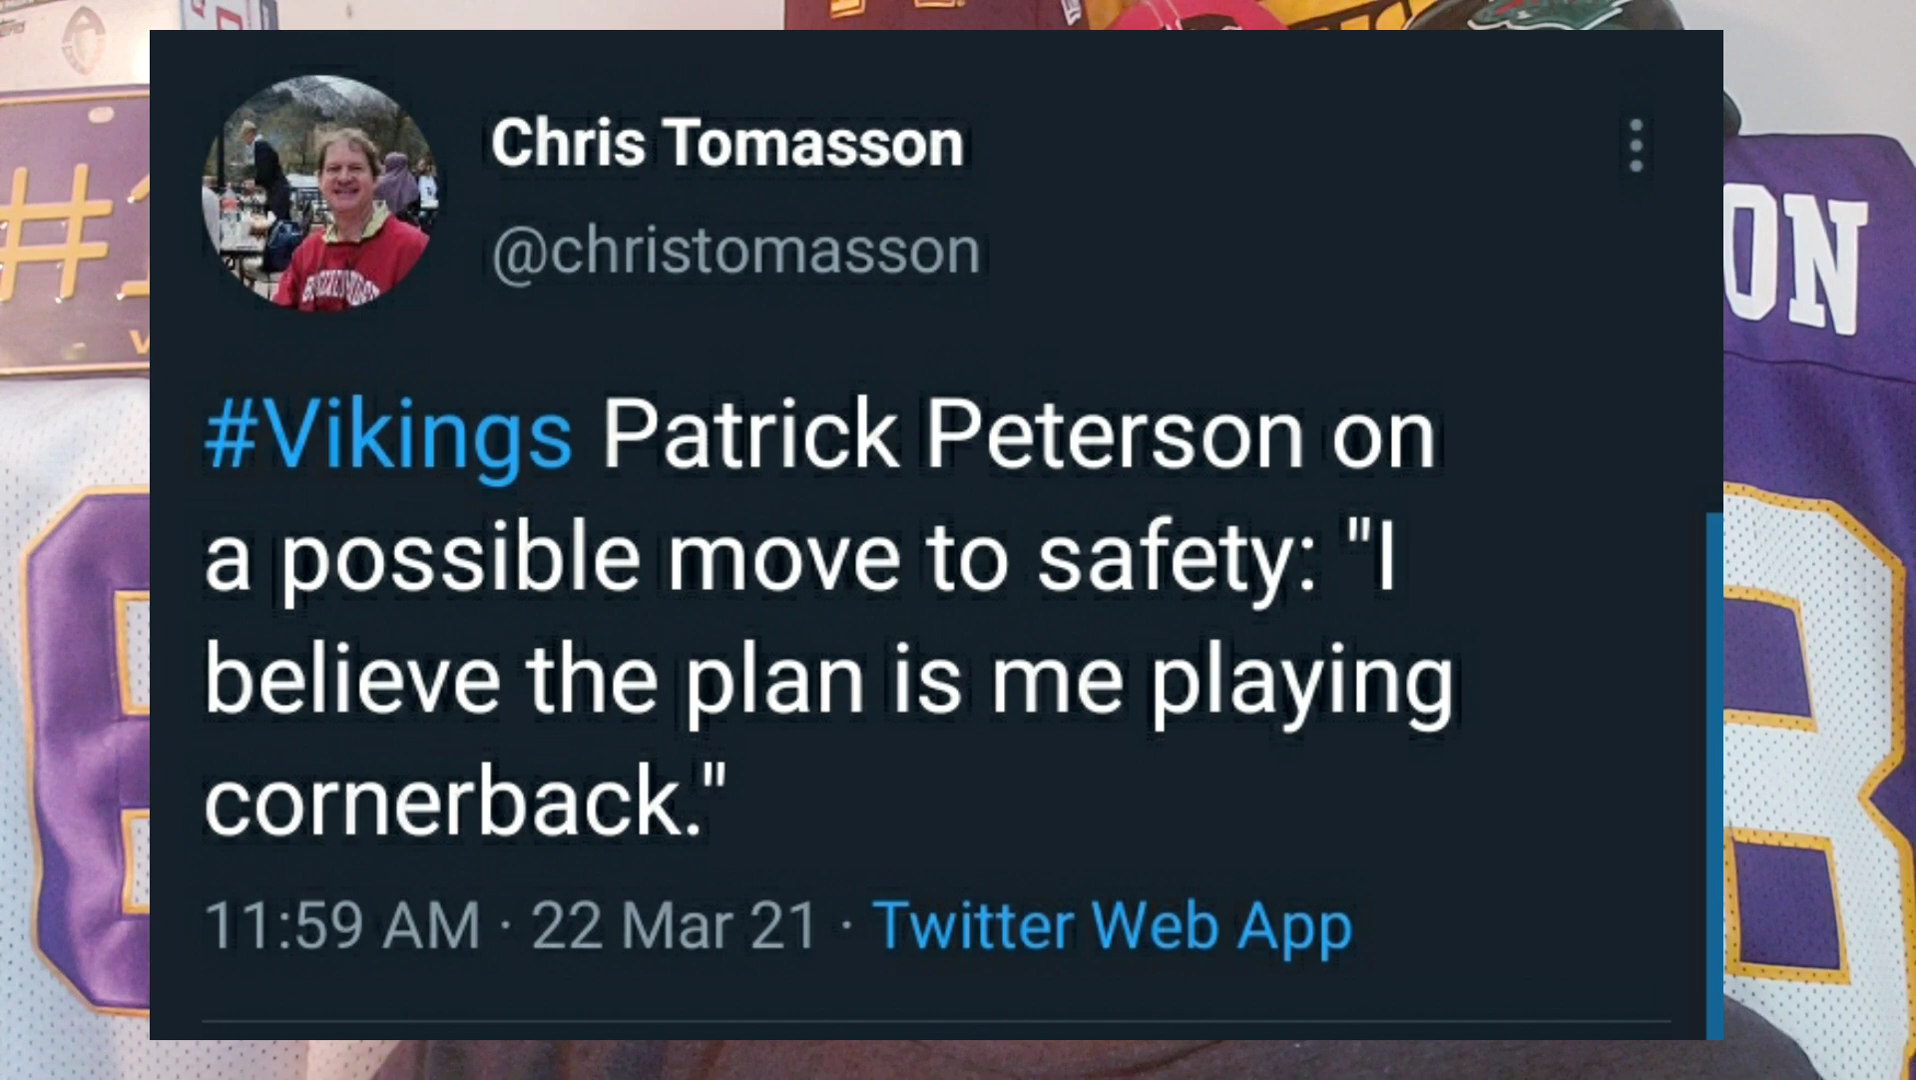 Chris Tomasson
@christomasson
#Vikings Patrick Peterson on
a possible move to safety: "I
believe the plan is me playing
cornerback."
11:59 AM · 22 Mar 21 · Twitter Web App
ON